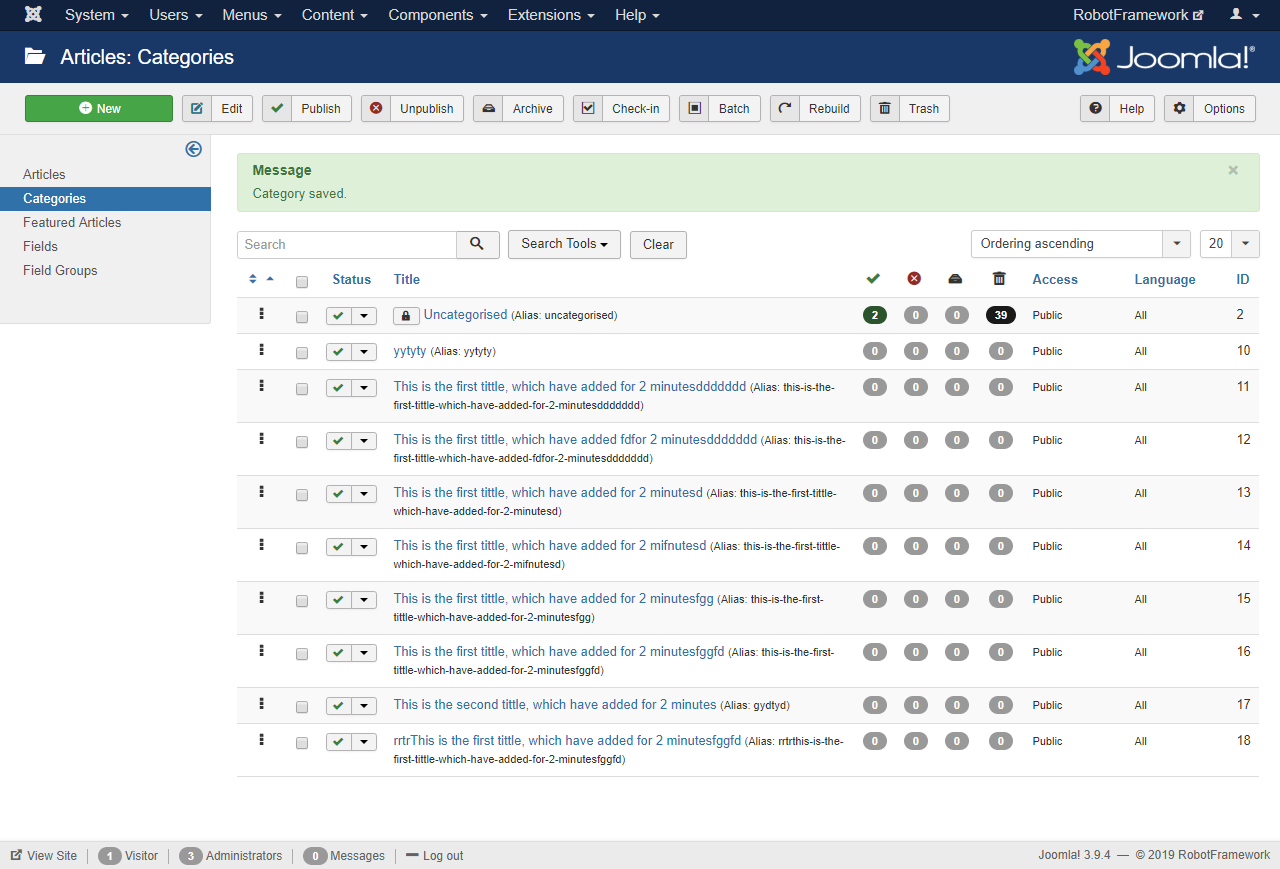 System Users Menus Content Components Extensions Help RobotFramework
Articles: Categories Joomla!®
New Edit Publish Unpublish Archive Check-in Batch Rebuild Trash Help Options
Articles
Categories
Featured Articles
Fields
Field Groups
Message ×
Category saved.
Search Search Tools Clear Ordering ascending 20
Status Title Access Language ID
Uncategorised (Alias: uncategorised) 2 0 0 39 Public All 2
yytyty (Alias: yytyty) 0 0 0 0 Public All 10
This is the first tittle, which have added for 2 minutesddddddd (Alias: this-is-the- 0 0 0 0 Public All 11
first-tittle-which-have-added-for-2-minutesddddddd)
This is the first tittle, which have added fdfor 2 minutesddddddd (Alias: this-is-the- 0 0 0 0 Public All 12
first-tittle-which-have-added-fdfor-2-minutesddddddd)
This is the first tittle, which have added for 2 minutesd (Alias: this-is-the-first-tittle- 0 0 0 0 Public All 13
which-have-added-for-2-minutesd)
This is the first tittle, which have added for 2 mifnutesd (Alias: this-is-the-first-tittle- 0 0 0 0 Public All 14
which-have-added-for-2-mifnutesd)
This is the first tittle, which have added for 2 minutesfgg (Alias: this-is-the-first- 0 0 0 0 Public All 15
tittle-which-have-added-for-2-minutesfgg)
This is the first tittle, which have added for 2 minutesfggfd (Alias: this-is-the-first- 0 0 0 0 Public All 16
tittle-which-have-added-for-2-minutesfggfd)
This is the second tittle, which have added for 2 minutes (Alias: gydtyd) 0 0 0 0 Public All 17
rrtrThis is the first tittle, which have added for 2 minutesfggfd (Alias: rrtrthis-is-the- 0 0 0 0 Public All 18
first-tittle-which-have-added-for-2-minutesfggfd)
View Site 1 Visitor 3 Administrators 0 Messages Log out Joomla! 3.9.4 — © 2019 RobotFramework